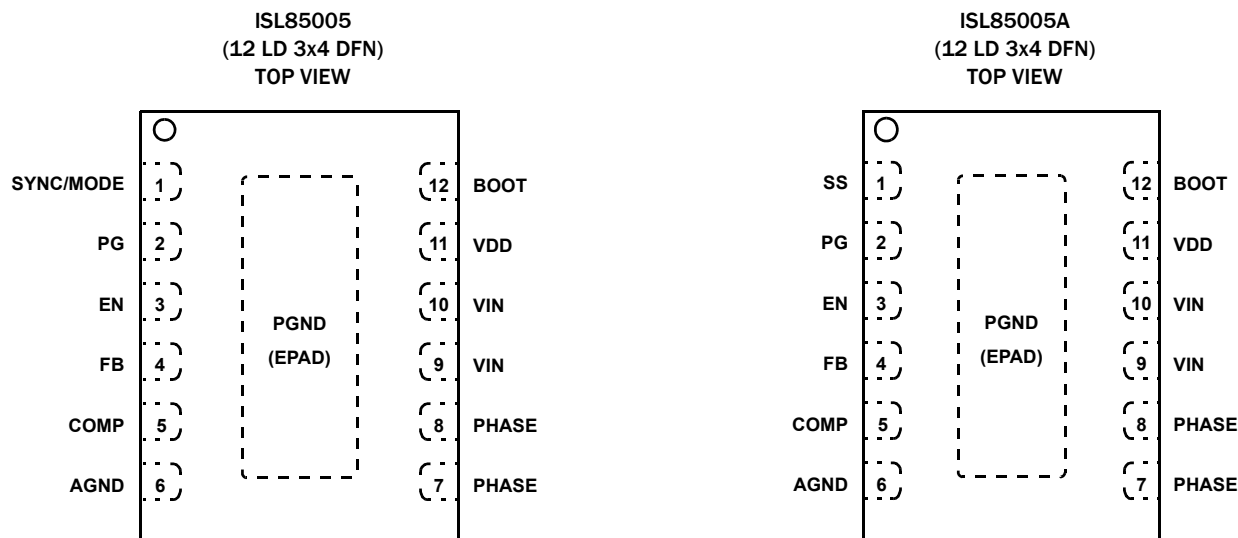 ISL85005
(12 LD 3x4 DFN)
TOP VIEW
SYNC/MODE 1
PG 2
EN 3
FB 4
COMP 5
AGND 6
PGND
(EPAD)
12 BOOT
11 VDD
10 VIN
9 VIN
8 PHASE
7 PHASE
ISL85005A
(12 LD 3x4 DFN)
TOP VIEW
SS 1
PG 2
EN 3
FB 4
COMP 5
AGND 6
PGND
(EPAD)
12 BOOT
11 VDD
10 VIN
9 VIN
8 PHASE
7 PHASE